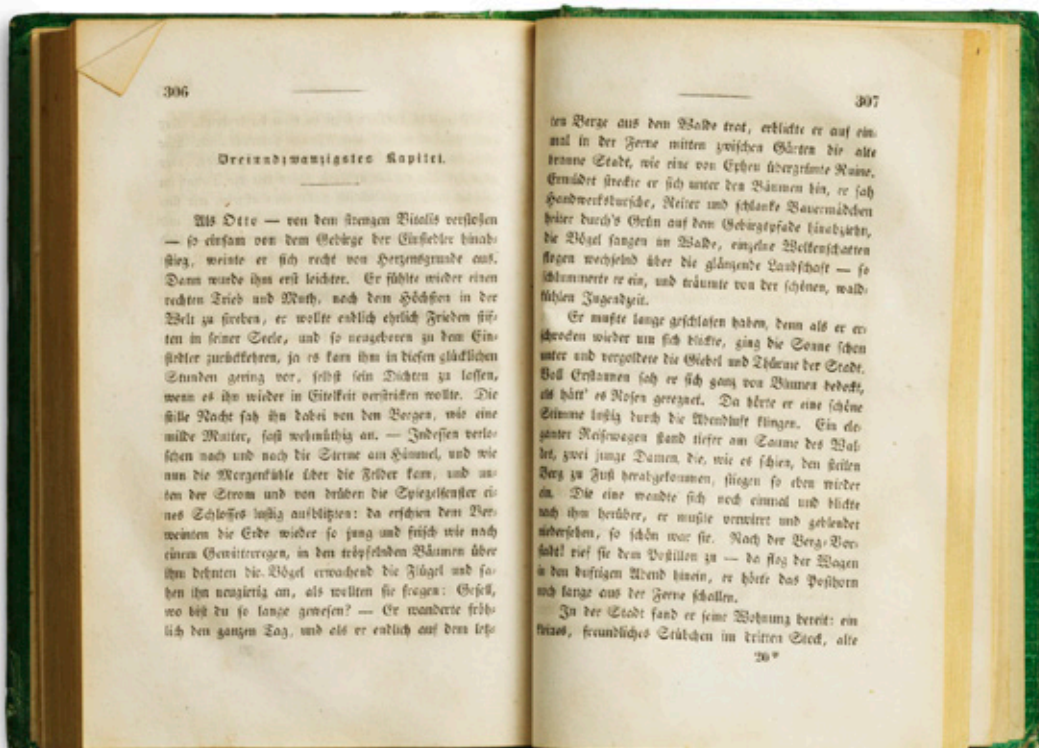 306
Dreiundzwanzigstes Kapitel.
Als Otto — von dem strengen Vitalis verstoßen
— so einsam von dem Gebirge der Einsiedler hinab-
stieg, weinte er sich recht von Herzensgrunde aus.
Dann wurde ihm erst leichter. Er fühlte wieder einen
rechten Trieb und Muth, nach dem Höchsten in der
Welt zu streben, er wollte endlich ehrlich Frieden stif-
ten in seiner Seele, und so neugeboren zu dem Ein-
siedler zurückkehren, ja es kam ihm in diesen glücklichen
Stunden gering vor, selbst sein Dichten zu lassen,
wenn es ihn wieder in Eitelkeit verstricken wollte. Die
stille Nacht sah ihn dabei von den Bergen, wie eine
milde Mutter, fast wehmüthig an. — Indessen verlo-
schen nach und nach die Sterne am Himmel, und wie
nun die Morgenkühle über die Felder kam, und un-
ten der Strom und von drüben die Spiegelfenster ei-
nes Schlosses lustig aufblitzten: da erschien dem Ver-
weinten die Erde wieder so jung und frisch wie nach
einem Gewitterregen, in den tröpfelnden Bäumen über
ihm dehnten die Vögel erwachend die Flügel und sa-
hen ihn neugierig an, als wollten sie fragen: Gesell,
wo bist du so lange gewesen? — Er wanderte fröh-
lich den ganzen Tag, und als er endlich auf dem letz-
307
ten Berge aus dem Walde trat, erblickte er auf ein-
mal in der Ferne mitten zwischen Gärten die alte
braune Stadt, wie eine von Epheu übergrünte Ruine.
Ermüdet streckte er sich unter den Bäumen hin, er sah
Handwerksbursche, Reiter und schlanke Bauermädchen
heiter durch's Grün auf dem Gebirgspfade hinabziehn,
die Vögel sangen im Walde, einzelne Wolkenschatten
flogen wechselnd über die glänzende Landschaft — so
schlummerte er ein, und träumte von der schönen, wald-
kühlen Jugendzeit.
Er mußte lange geschlafen haben, denn als er er-
schrocken wieder um sich blickte, ging die Sonne schon
unter und vergoldete die Giebel und Thürme der Stadt.
Voll Erstaunen sah er sich ganz von Blumen bedeckt,
als hätt' es Rosen geregnet. Da hörte er eine schöne
Stimme lustig durch die Abendluft klingen. Ein ele-
ganter Reisewagen stand tiefer am Saume des Wal-
des, zwei junge Damen, die, wie es schien, den steilen
Berg zu Fuß herabgekommen, stiegen so eben wieder
ein. Die eine wandte sich noch einmal und blickte
nach ihm herüber, er mußte verwirrt und geblendet
niedersehen, so schön war sie. Nach der Berg-Vor-
stadt! rief sie dem Postillon zu — da flog der Wagen
in den duftigen Abend hinein, er hörte das Posthorn
noch lange aus der Ferne schallen.
In der Stadt fand er seine Wohnung bereit: ein
kleines, freundliches Stübchen im dritten Stock, alte
20*